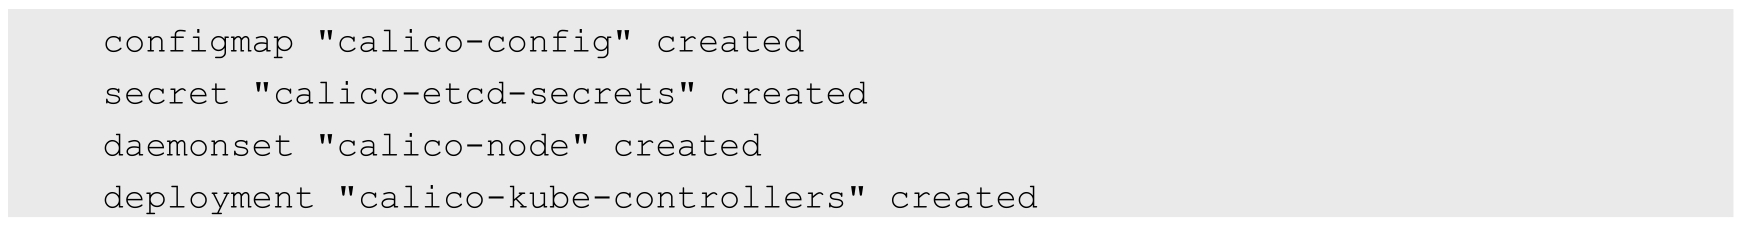 configmap "calico-config" created
secret "calico-etcd-secrets" created
daemonset "calico-node" created
deployment "calico-kube-controllers" created